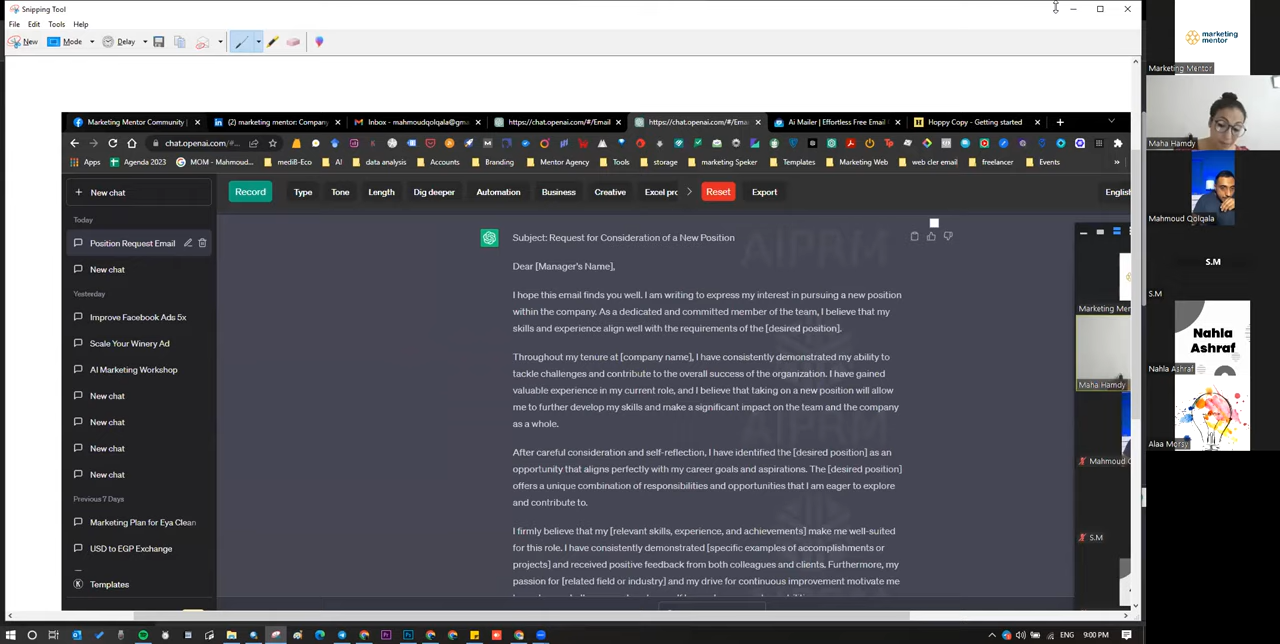 Snipping Tool
File Edit Tools Help
New Mode Delay
Marketing Mentor Community
(2) marketing mentor: Company
Inbox - mahmoudqolqala@gm
https://chat.openai.com/#/Email
https://chat.openai.com/#/Ema
Ai Mailer | Effortless Free Email
Hoppy Copy - Getting started
chat.openai.com/#/
Apps Agenda 2023 MOM - Mahmoud... AI data analysis Accounts Branding Mentor Agency Tools storage marketing Speker Templates Marketing Web web cler email freelancer Events
New chat
Record Type Tone Length Dig deeper Automation Business Creative Excel pro Reset Export English
Today
Position Request Email
New chat
Yesterday
Improve Facebook Ads 5x
Scale Your Winery Ad
AI Marketing Workshop
New chat
New chat
New chat
New chat
Previous 7 Days
Marketing Plan for Eya Clean
USD to EGP Exchange
Templates
Subject: Request for Consideration of a New Position
Dear [Manager's Name],
I hope this email finds you well. I am writing to express my interest in pursuing a new position
within the company. As a dedicated and committed member of the team, I believe that my
skills and experience align well with the requirements of the [desired position].
Throughout my tenure at [company name], I have consistently demonstrated my ability to
tackle challenges and contribute to the overall success of the organization. I have gained
valuable experience in my current role, and I believe that taking on a new position will allow
me to further develop my skills and make a significant impact on the team and the company
as a whole.
After careful consideration and self-reflection, I have identified the [desired position] as an
opportunity that aligns perfectly with my career goals and aspirations. The [desired position]
offers a unique combination of responsibilities and opportunities that I am eager to explore
and contribute to.
I firmly believe that my [relevant skills, experience, and achievements] make me well-suited
for this role. I have consistently demonstrated [specific examples of accomplishments or
projects] and received positive feedback from both colleagues and clients. Furthermore, my
passion for [related field or industry] and my drive for continuous improvement motivate me
AIPRM
AIPRM
Marketing Men
Maha Hamdy
Mahmoud Q
S.M
marketing
mentor
Marketing Mentor
Maha Hamdy
Mahmoud Qolqala
S.M
S.M
Nahla
Ashraf
Nahla Ashraf
Alaa Morsy
ENG 9:00 PM